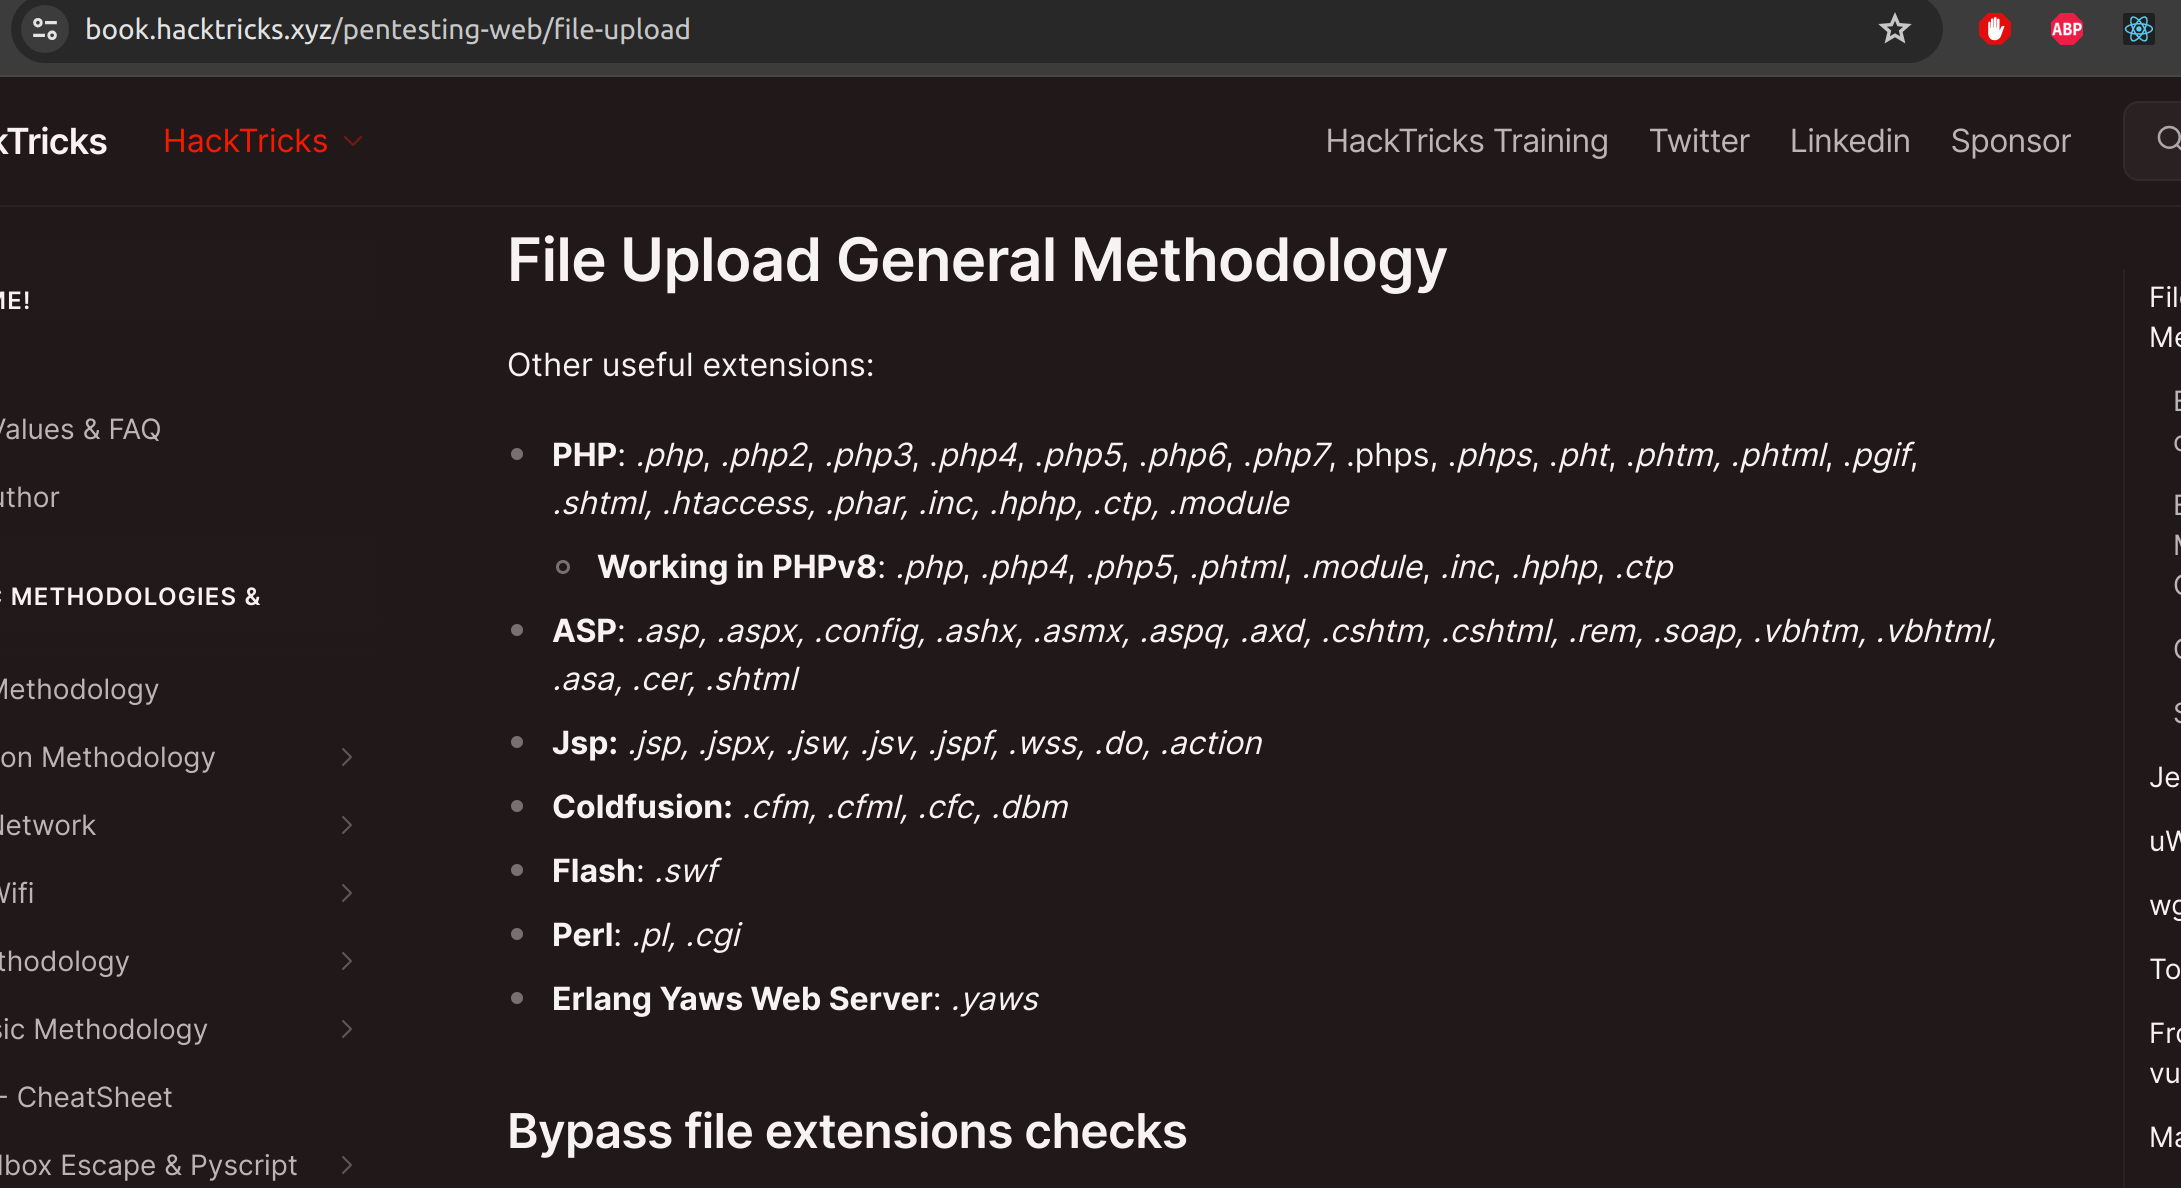 book.hacktricks.xyz/pentesting-web/file-upload
ABP
kTricks
HackTricks
HackTricks Training
Twitter
Linkedin
Sponsor
ME!
Values & FAQ
uthor
METHODOLOGIES &
Methodology
on Methodology
Network
Wifi
thodology
sic Methodology
- CheatSheet
lbox Escape & Pyscript
File Upload General Methodology
Other useful extensions:
PHP: .php, .php2, .php3, .php4, .php5, .php6, .php7, .phps, .phps, .pht, .phtm, .phtml, .pgif,
.shtml, .htaccess, .phar, .inc, .hphp, .ctp, .module
Working in PHPv8: .php, .php4, .php5, .phtml, .module, .inc, .hphp, .ctp
ASP: .asp, .aspx, .config, .ashx, .asmx, .aspq, .axd, .cshtm, .cshtml, .rem, .soap, .vbhtm, .vbhtml,
.asa, .cer, .shtml
Jsp: .jsp, .jspx, .jsw, .jsv, .jspf, .wss, .do, .action
Coldfusion: .cfm, .cfml, .cfc, .dbm
Flash: .swf
Perl: .pl, .cgi
Erlang Yaws Web Server: .yaws
Bypass file extensions checks
Fil
Me
Je
uW
wg
To
Fro
vu
Ma